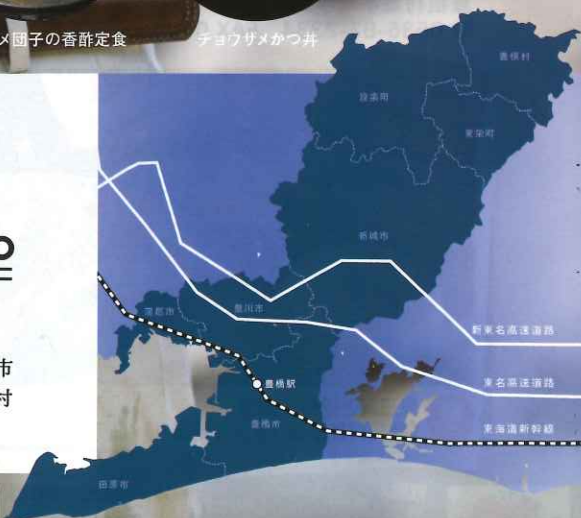 メ団子の香酢定食
チョウザメかつ丼
豊根村
設楽町
東栄町
新城市
新東名高速道路
豊川市
蒲郡市
市
村
豊橋駅
東名高速道路
東海道新幹線
豊橋市
田原市